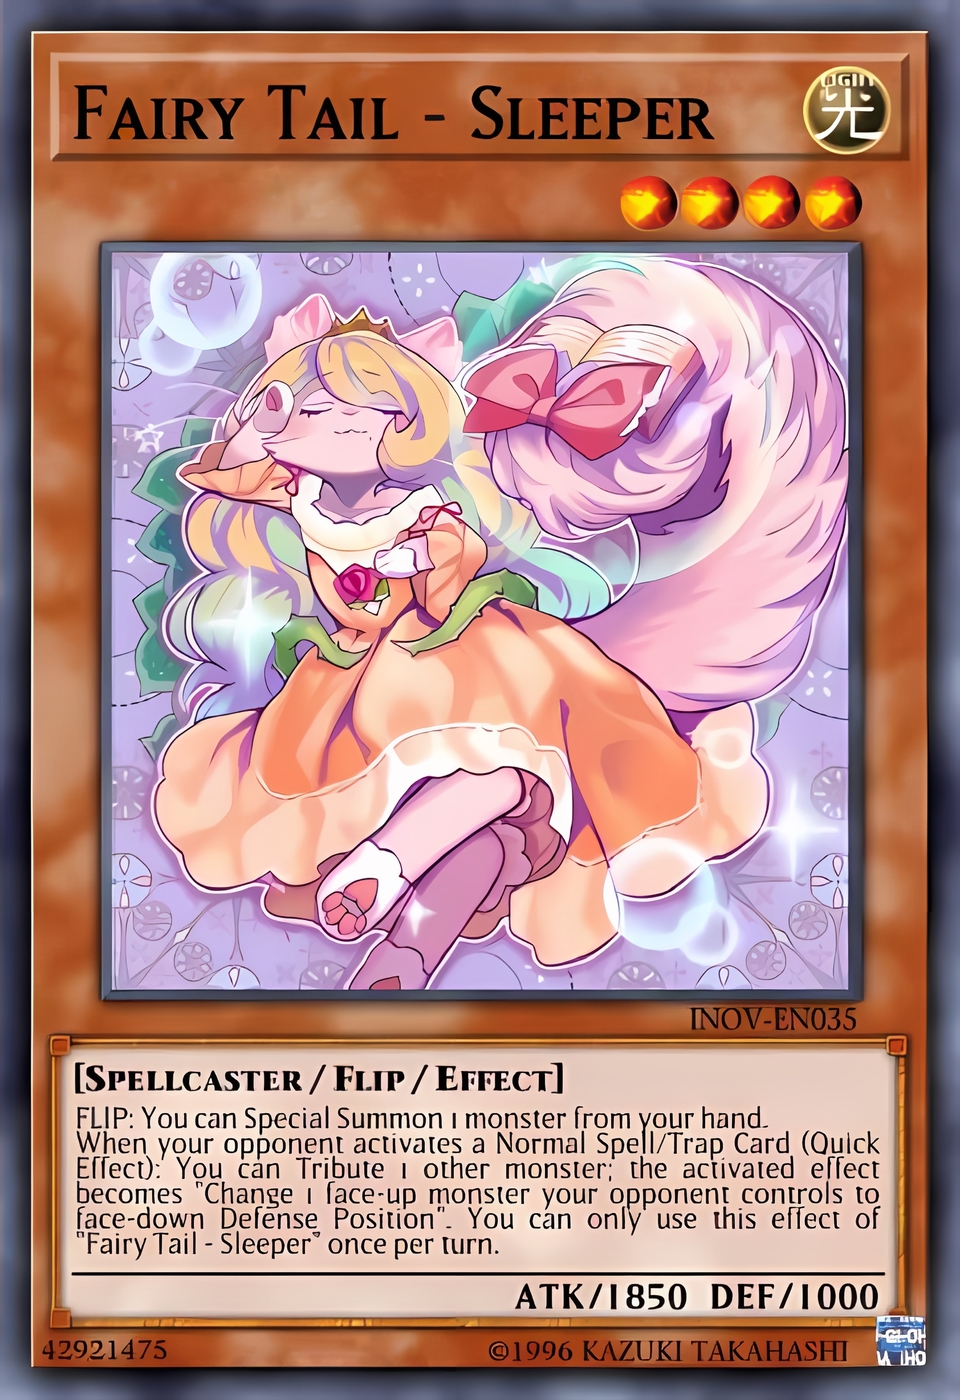 Fairy Tail - Sleeper
光
INOV-EN035
[Spellcaster / Flip / Effect]
FLIP: You can Special Summon 1 monster from your hand.
When your opponent activates a Normal Spell/Trap Card (Quick
Effect): You can Tribute 1 other monster; the activated effect
becomes "Change 1 face-up monster your opponent controls to
face-down Defense Position". You can only use this effect of
"Fairy Tail - Sleeper" once per turn.
ATK/1850 DEF/1000
42921475
©1996 KAZUKI TAKAHASHI